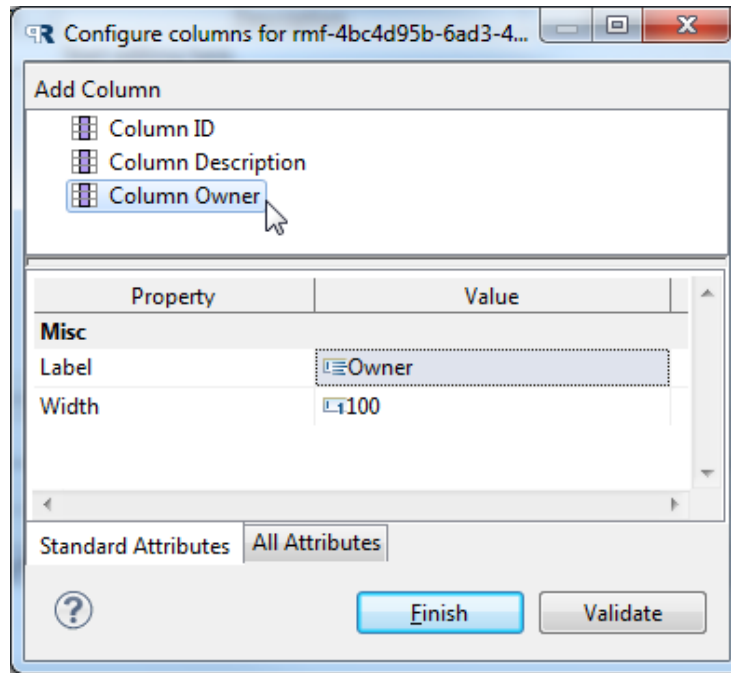 Configure columns for rmf-4bc4d95b-6ad3-4...
Add Column
Column ID
Column Description
Column Owner
Property Value
Misc
Label Owner
Width 100
Standard Attributes All Attributes
? Finish Validate